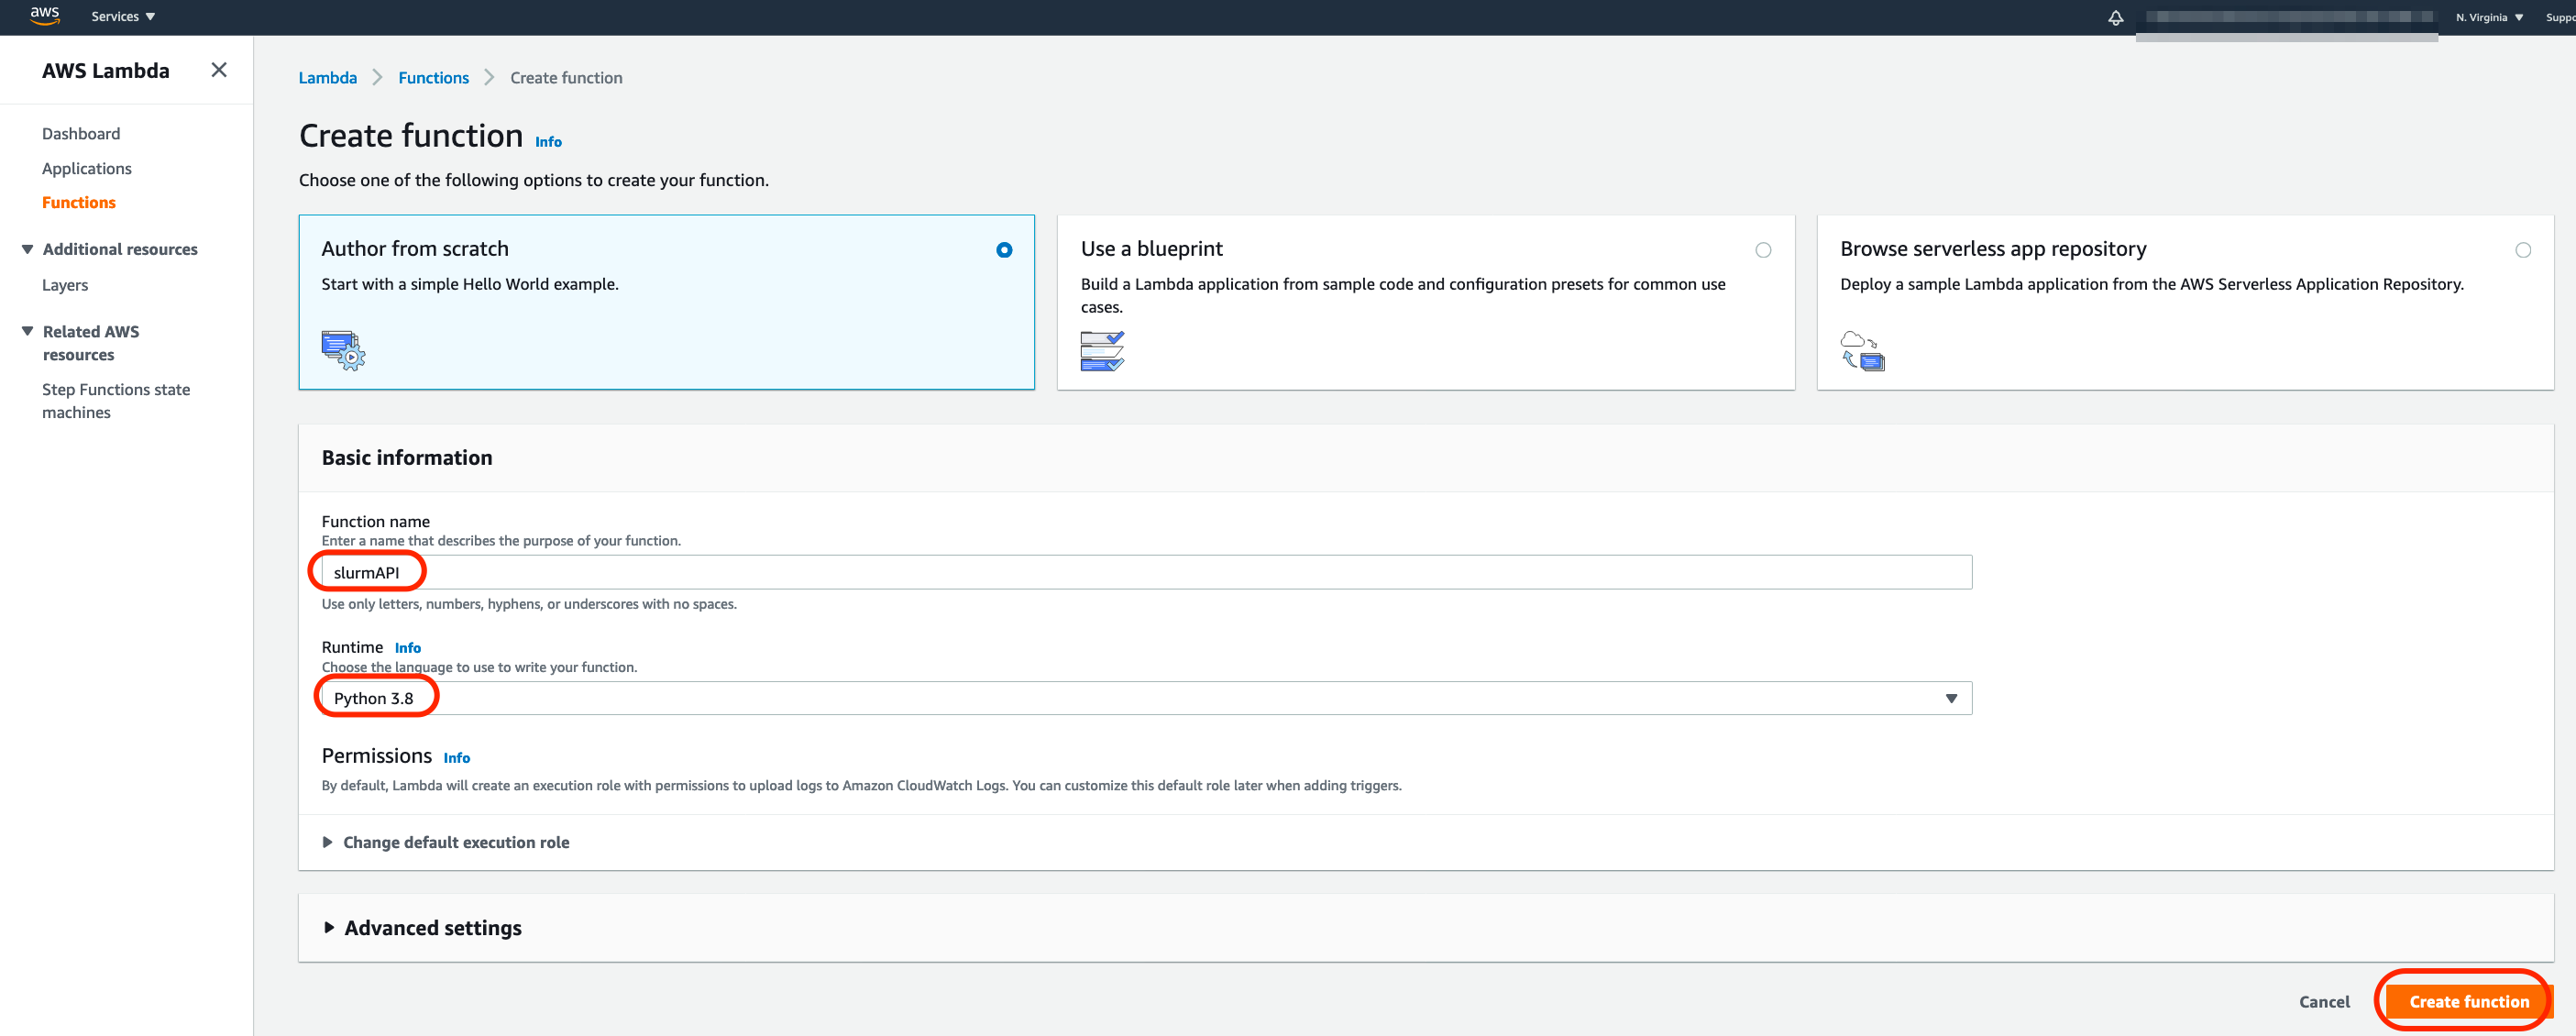 aws
Services
N. Virginia
AWS Lambda
Dashboard
Applications
Functions
Additional resources
Layers
Related AWS
resources
Step Functions state
machines
Lambda
Functions
Create function
Create function Info
Choose one of the following options to create your function.
Author from scratch
Start with a simple Hello World example.
Use a blueprint
Build a Lambda application from sample code and configuration presets for common use
cases.
Browse serverless app repository
Deploy a sample Lambda application from the AWS Serverless Application Repository.
Basic information
Function name
Enter a name that describes the purpose of your function.
slurmAPI
Use only letters, numbers, hyphens, or underscores with no spaces.
Runtime Info
Choose the language to use to write your function.
Python 3.8
Permissions Info
By default, Lambda will create an execution role with permissions to upload logs to Amazon CloudWatch Logs. You can customize this default role later when adding triggers.
Change default execution role
Advanced settings
Cancel
Create function